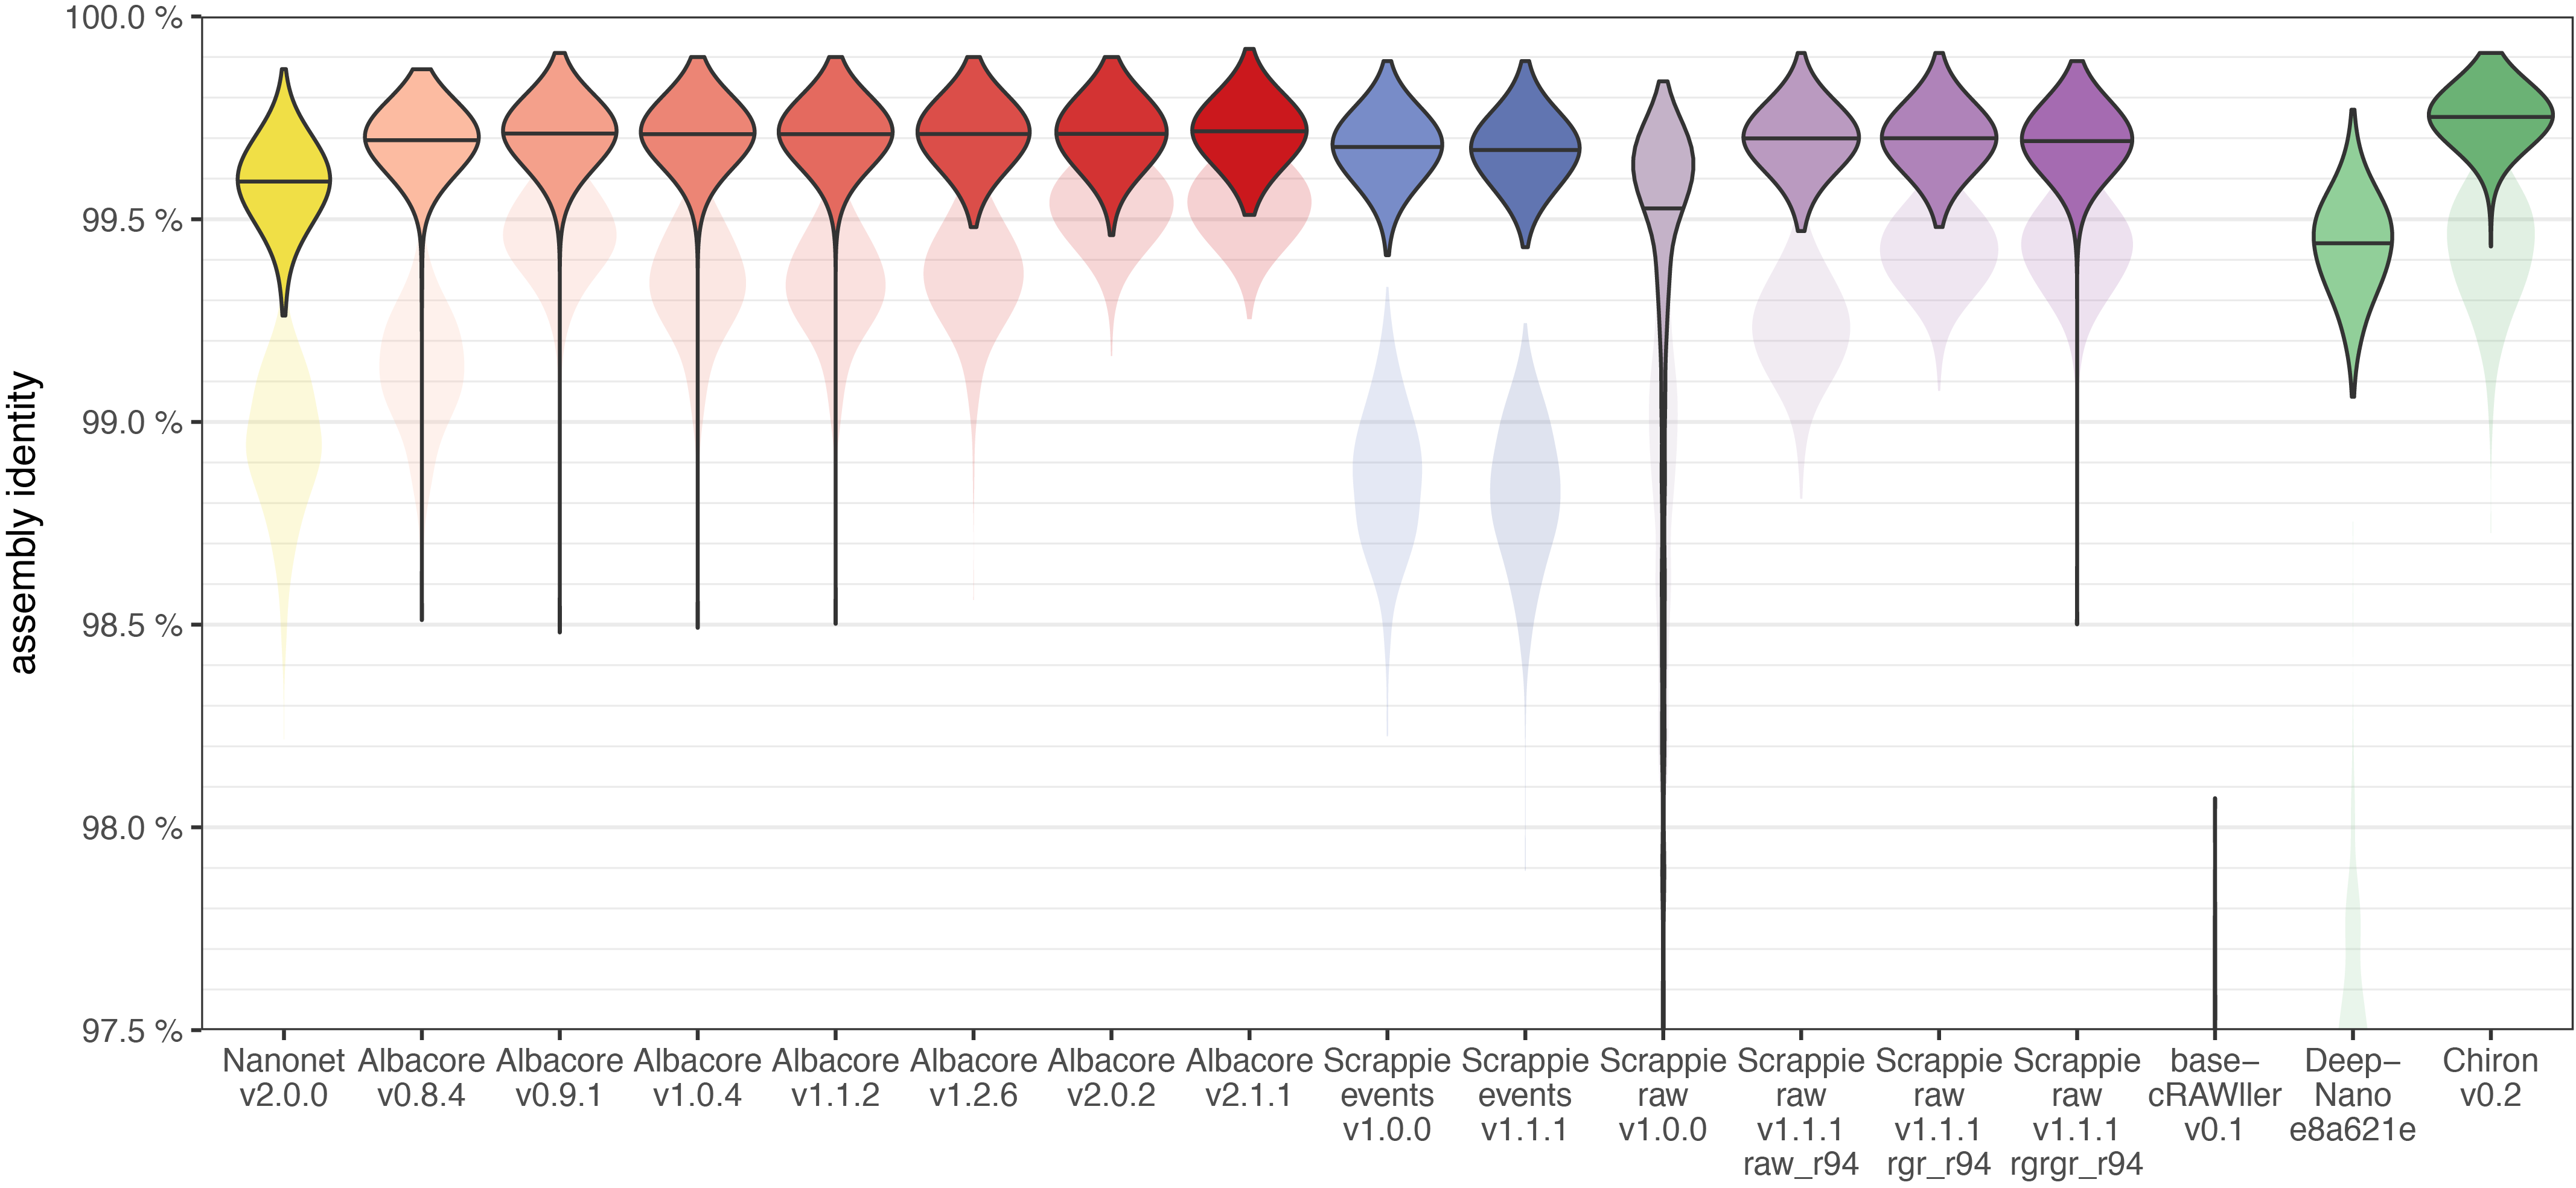 100.0 %
99.5 %
99.0 %
98.5 %
98.0 %
97.5 %
assembly identity
Nanonet
v2.0.0
Albacore
v0.8.4
Albacore
v0.9.1
Albacore
v1.0.4
Albacore
v1.1.2
Albacore
v1.2.6
Albacore
v2.0.2
Albacore
v2.1.1
Scrappie
events
v1.0.0
Scrappie
events
v1.1.1
Scrappie
raw
v1.0.0
Scrappie
raw
v1.1.1
raw_r94
Scrappie
raw
v1.1.1
rgr_r94
Scrappie
raw
v1.1.1
rgrgr_r94
base−
cRAWller
v0.1
Deep−
Nano
e8a621e
Chiron
v0.2